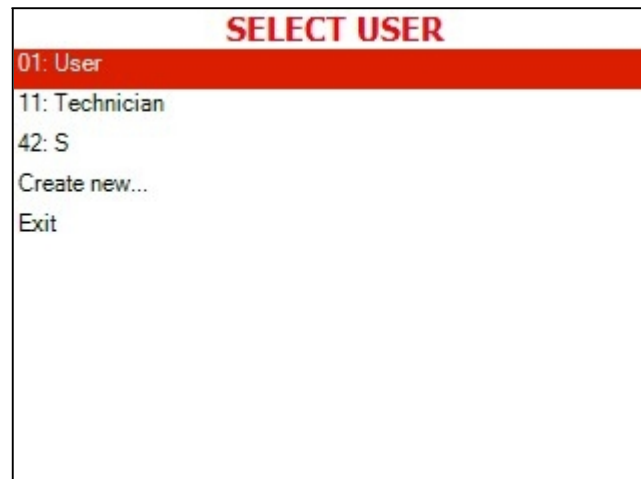 SELECT USER
01: User
11: Technician
42: S
Create new...
Exit